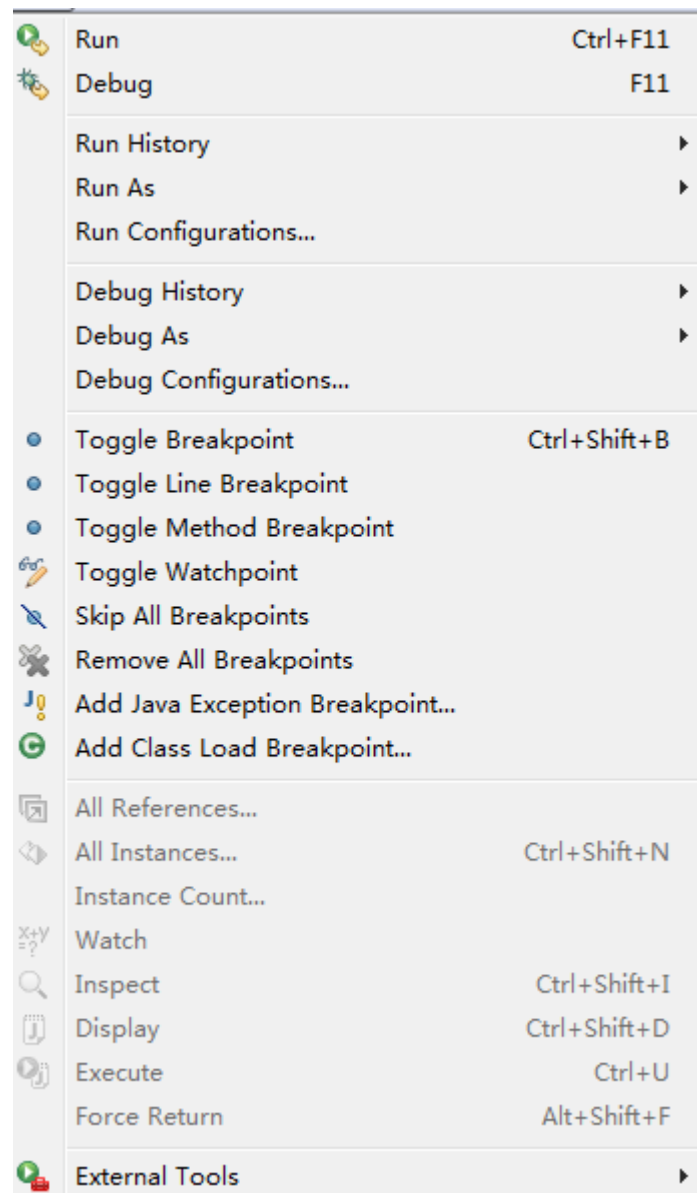 Run Ctrl+F11
Debug F11
Run History
Run As
Run Configurations...
Debug History
Debug As
Debug Configurations...
Toggle Breakpoint Ctrl+Shift+B
Toggle Line Breakpoint
Toggle Method Breakpoint
Toggle Watchpoint
Skip All Breakpoints
Remove All Breakpoints
Add Java Exception Breakpoint...
Add Class Load Breakpoint...
All References...
All Instances... Ctrl+Shift+N
Instance Count...
Watch
Inspect Ctrl+Shift+I
Display Ctrl+Shift+D
Execute Ctrl+U
Force Return Alt+Shift+F
External Tools